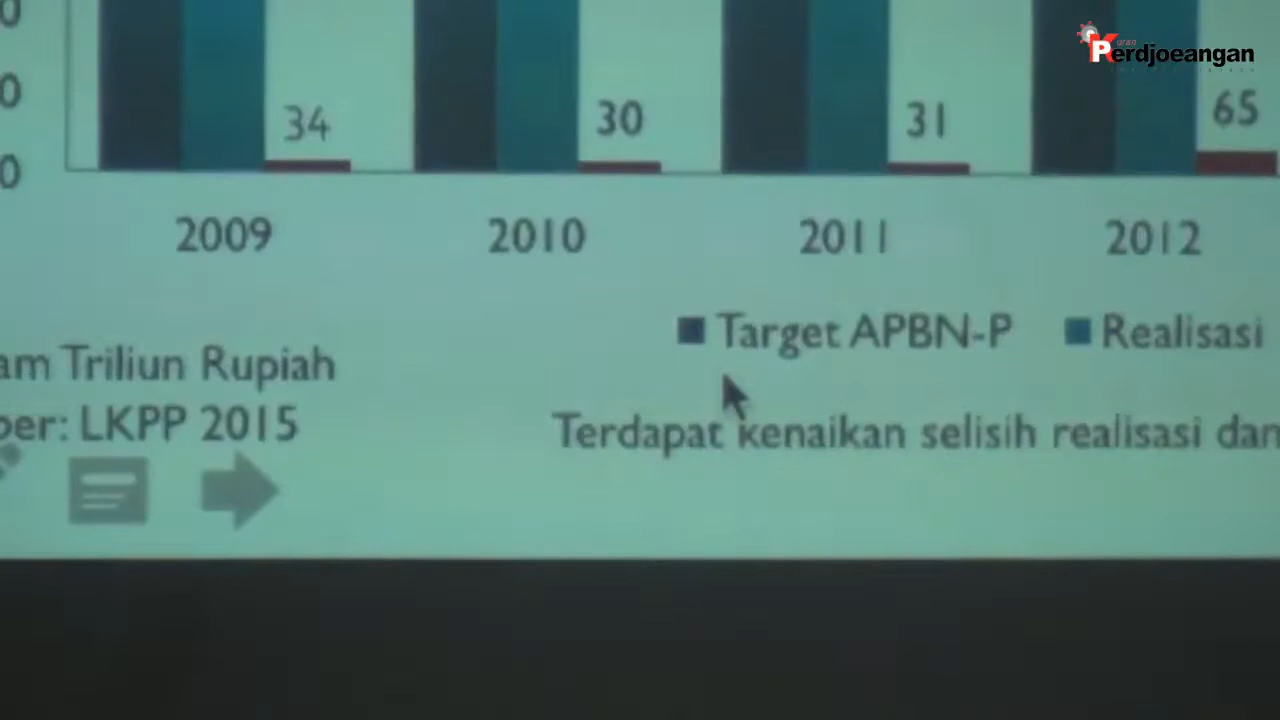 Koran
Perdjoeangan
0
0
0
34
30
31
65
2009
2010
2011
2012
Target APBN-P
Realisasi
am Triliun Rupiah
ber: LKPP 2015
Terdapat kenaikan selisih realisasi dan